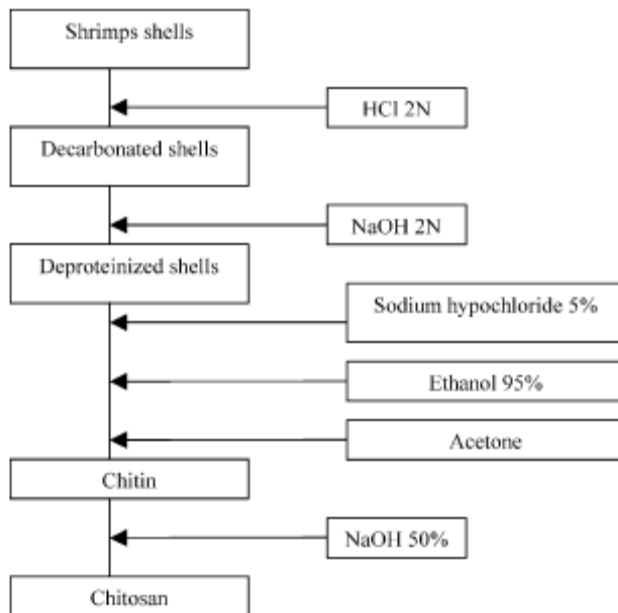 Shrimps shells
HCl 2N
Decarbonated shells
NaOH 2N
Deproteinized shells
Sodium hypochloride 5%
Ethanol 95%
Acetone
Chitin
NaOH 50%
Chitosan